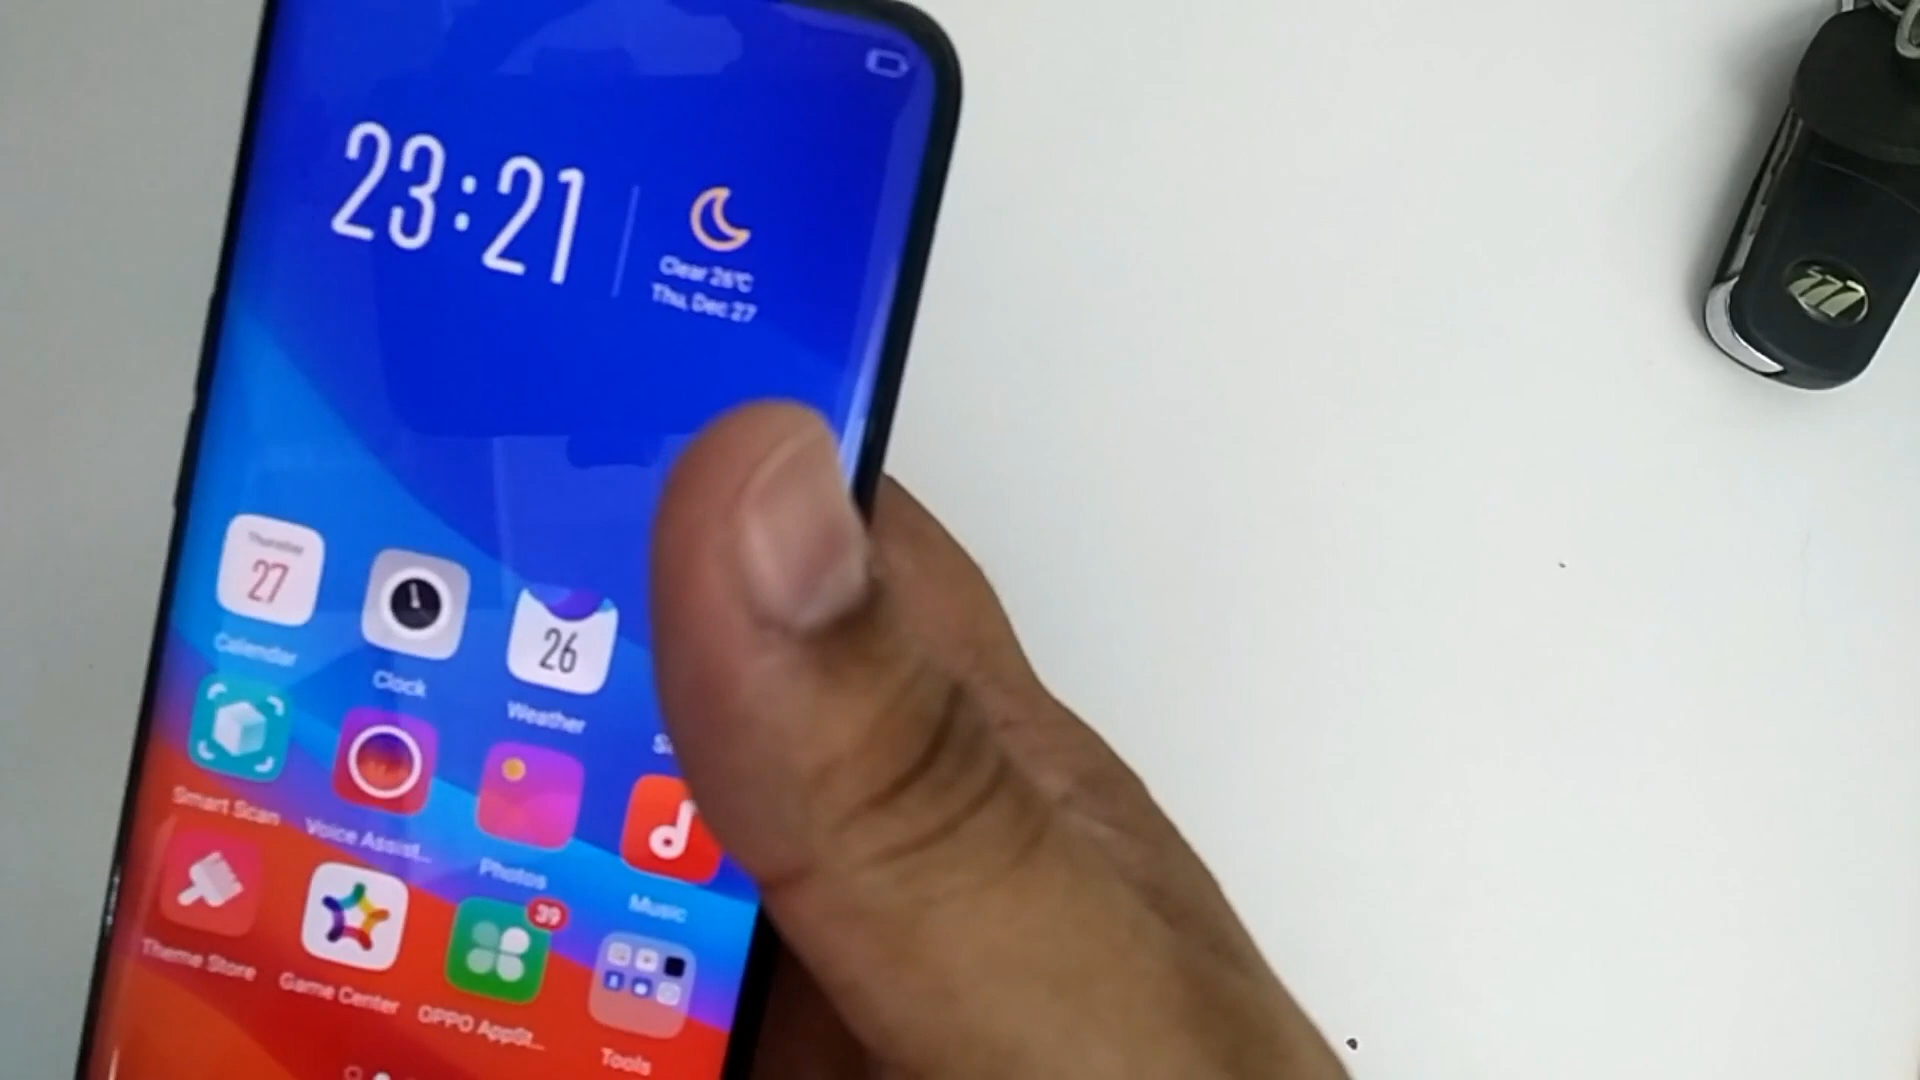 23:21
Clear 26°C
Thu, Dec 27
Thursday
27
26
Calendar
Clock
Weather
Smart Scan
Voice Assist...
Photos
Music
39
Theme Store
Game Center
OPPO AppSt...
Tools